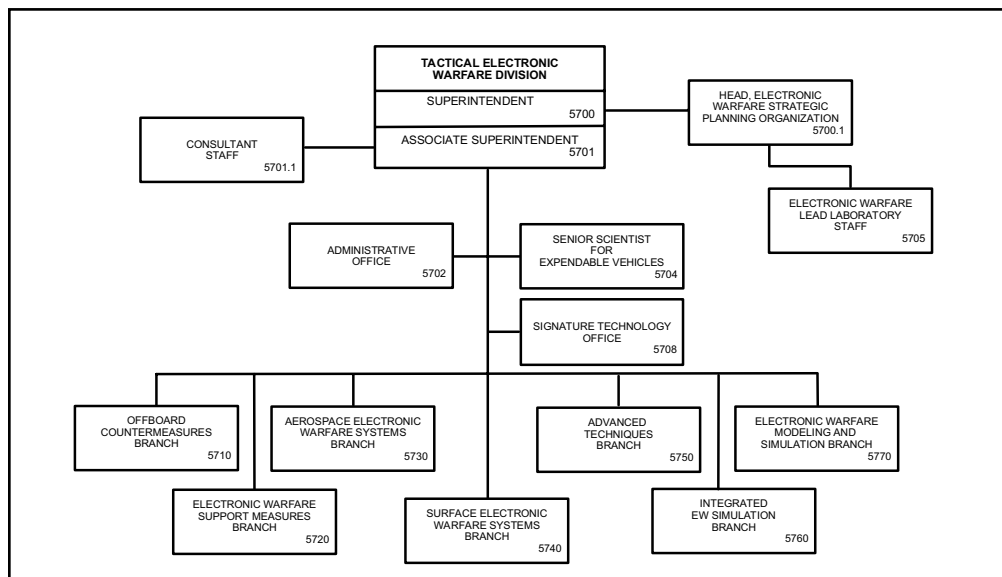 TACTICAL ELECTRONIC
WARFARE DIVISION
SUPERINTENDENT
5700
ASSOCIATE SUPERINTENDENT
5701
HEAD, ELECTRONIC
WARFARE STRATEGIC
PLANNING ORGANIZATION
5700.1
CONSULTANT
STAFF
5701.1
ELECTRONIC WARFARE
LEAD LABORATORY
STAFF
5705
ADMINISTRATIVE
OFFICE
5702
SENIOR SCIENTIST
FOR
EXPENDABLE VEHICLES
5704
SIGNATURE TECHNOLOGY
OFFICE
5708
OFFBOARD
COUNTERMEASURES
BRANCH
5710
AEROSPACE ELECTRONIC
WARFARE SYSTEMS
BRANCH
5730
ADVANCED
TECHNIQUES
BRANCH
5750
ELECTRONIC WARFARE
MODELING AND
SIMULATION BRANCH
5770
ELECTRONIC WARFARE
SUPPORT MEASURES
BRANCH
5720
SURFACE ELECTRONIC
WARFARE SYSTEMS
BRANCH
5740
INTEGRATED
EW SIMULATION
BRANCH
5760